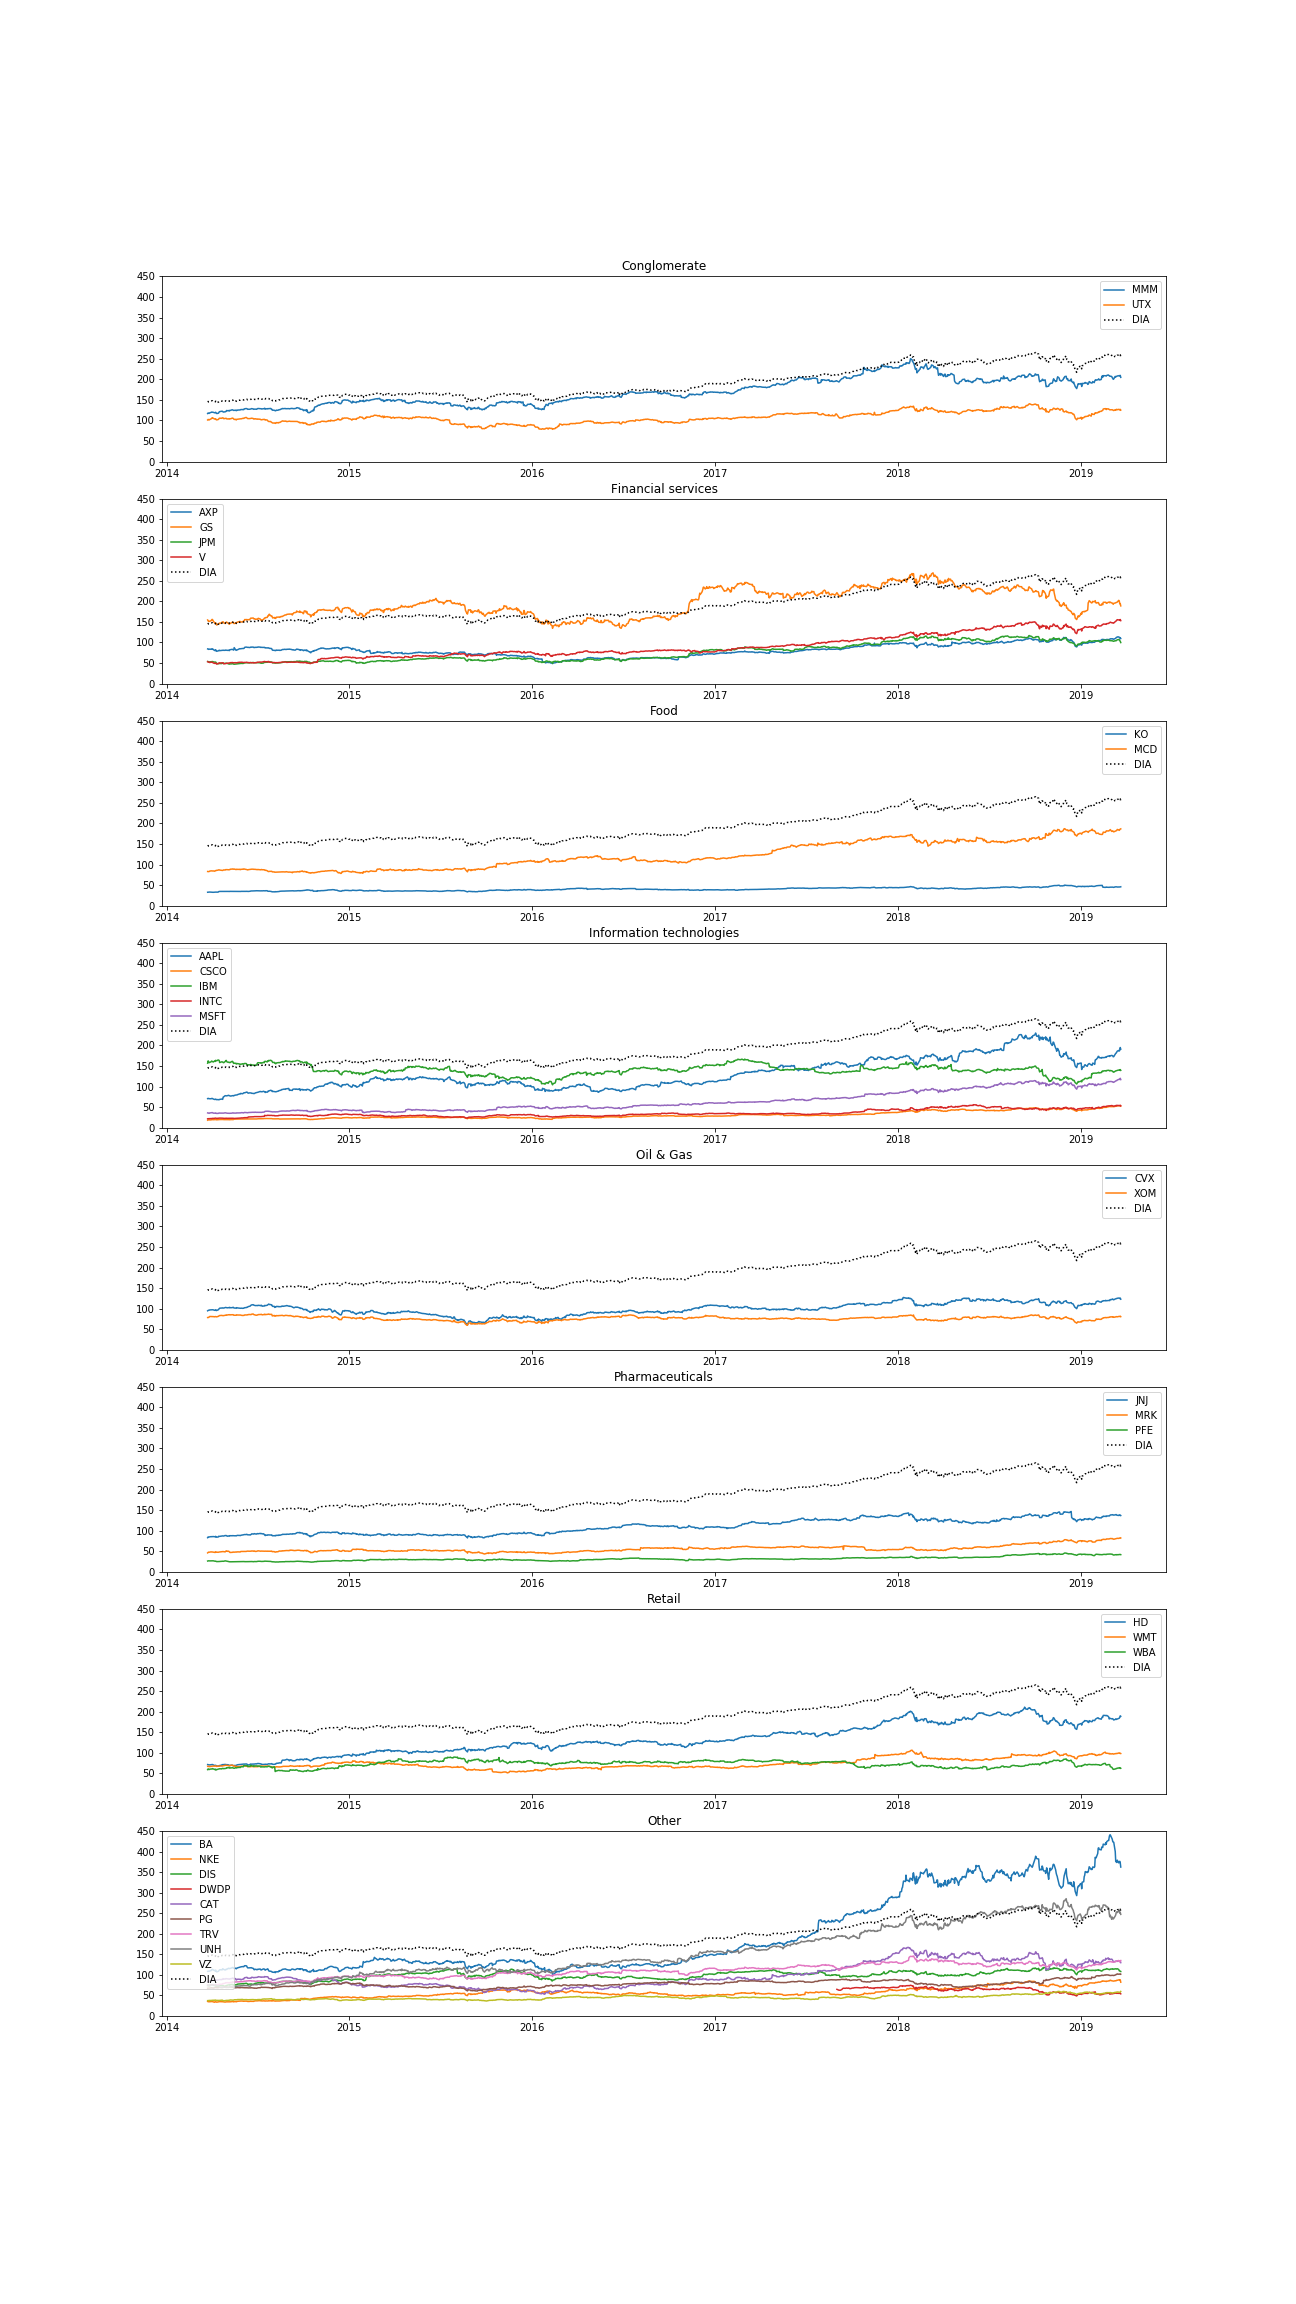 Conglomerate
450
400
350
300
250
200
150
100
50
0
MMM
UTX
DIA
2014 2015 2016 2017 2018 2019
Financial services
450
400
350
300
250
200
150
100
50
0
AXP
GS
JPM
V
DIA
2014 2015 2016 2017 2018 2019
Food
450
400
350
300
250
200
150
100
50
0
KO
MCD
DIA
2014 2015 2016 2017 2018 2019
Information technologies
450
400
350
300
250
200
150
100
50
0
AAPL
CSCO
IBM
INTC
MSFT
DIA
2014 2015 2016 2017 2018 2019
Oil & Gas
450
400
350
300
250
200
150
100
50
0
CVX
XOM
DIA
2014 2015 2016 2017 2018 2019
Pharmaceuticals
450
400
350
300
250
200
150
100
50
0
JNJ
MRK
PFE
DIA
2014 2015 2016 2017 2018 2019
Retail
450
400
350
300
250
200
150
100
50
0
HD
WMT
WBA
DIA
2014 2015 2016 2017 2018 2019
Other
450
400
350
300
250
200
150
100
50
0
BA
NKE
DIS
DWDP
CAT
PG
TRV
UNH
VZ
DIA
2014 2015 2016 2017 2018 2019